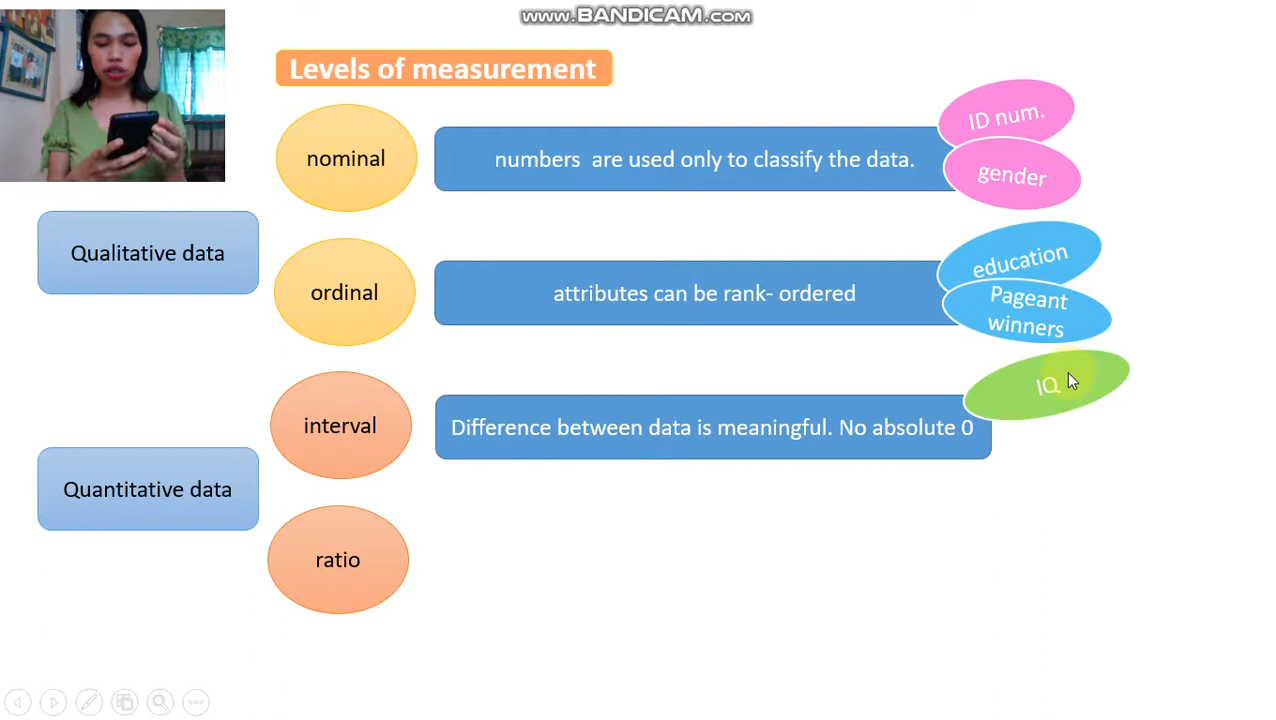 www.BANDICAM.com
Levels of measurement
nominal
numbers are used only to classify the data.
ID num.
gender
Qualitative data
ordinal
attributes can be rank- ordered
education
Pageant
winners
interval
Difference between data is meaningful. No absolute 0
IQ
Quantitative data
ratio